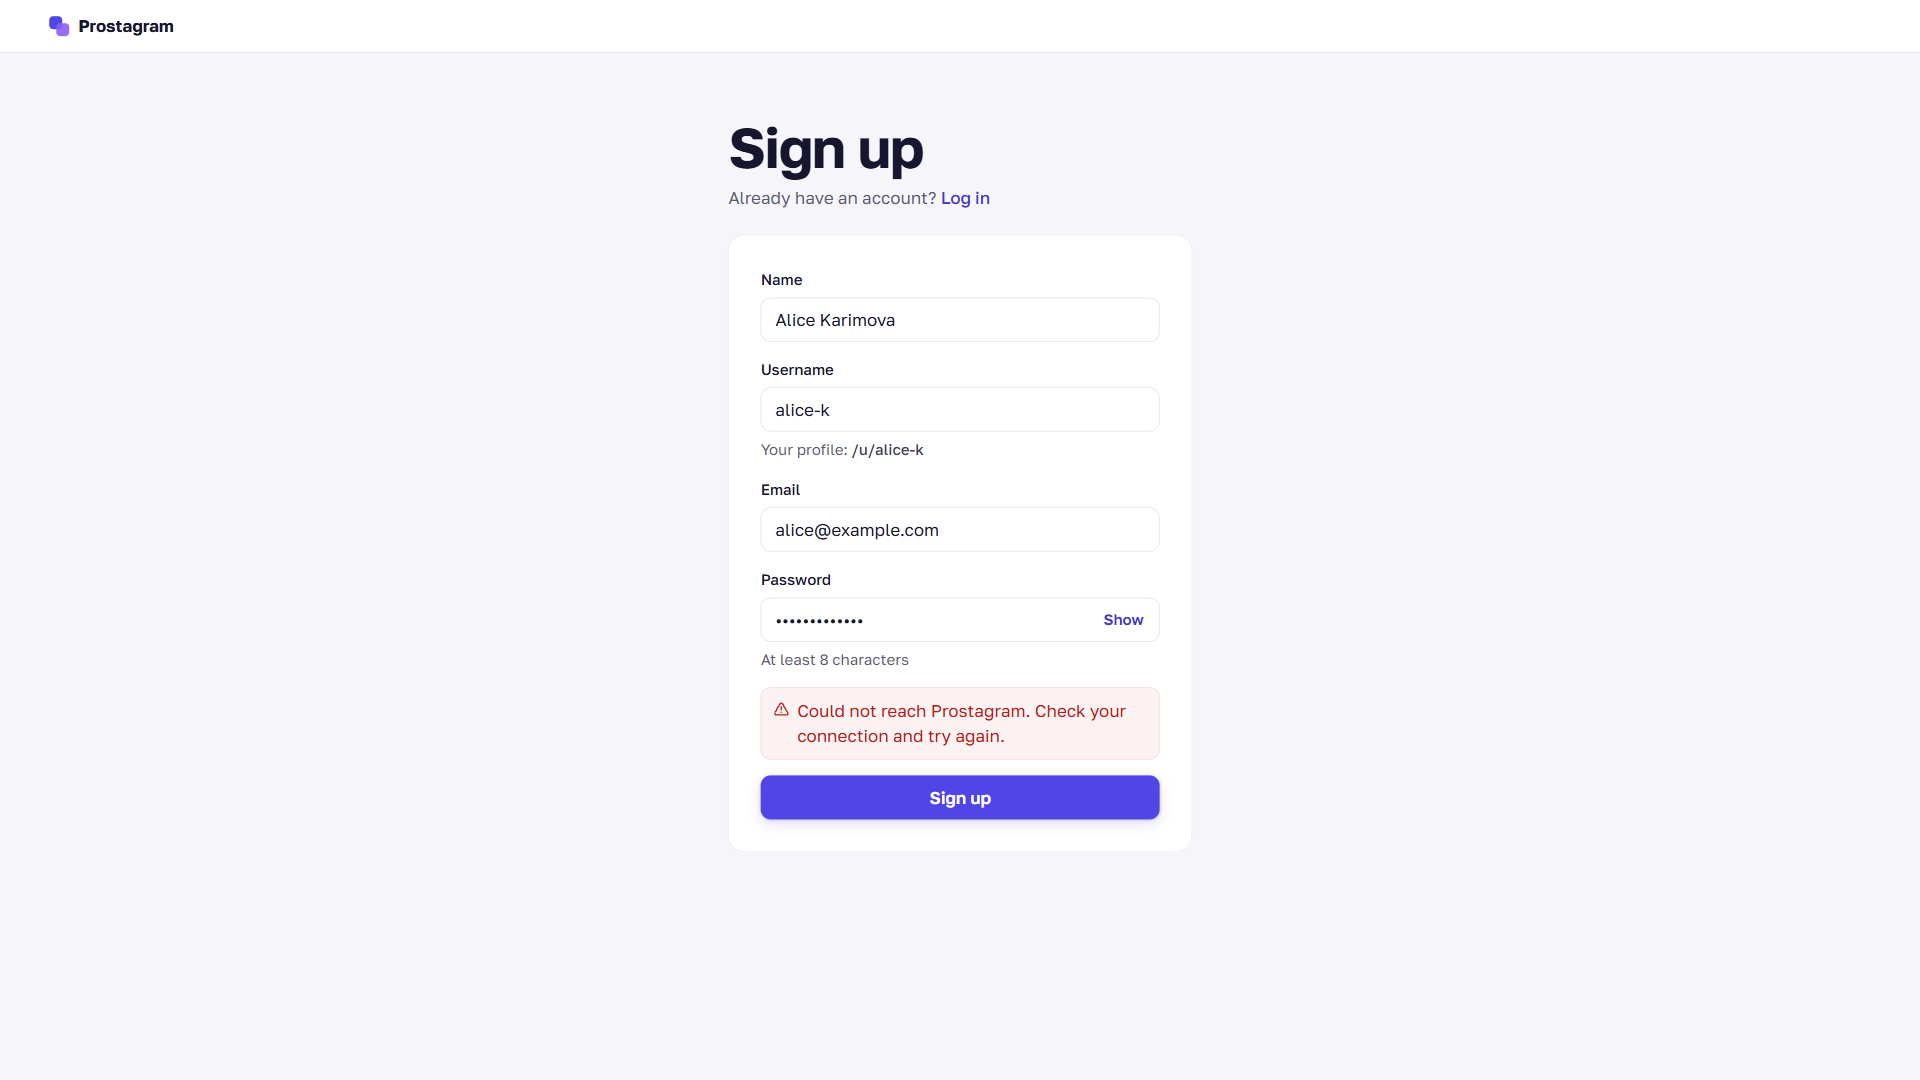 Prostagram
Sign up
Already have an account? Log in
Name
Alice Karimova
Username
alice-k
Your profile: /u/alice-k
Email
alice@example.com
Password
••••••••••••• Show
At least 8 characters
Could not reach Prostagram. Check your
connection and try again.
Sign up